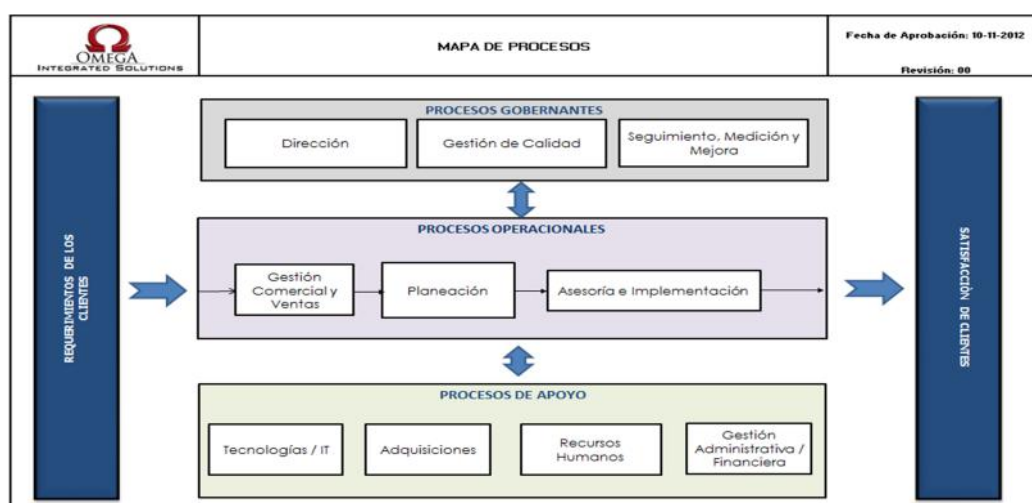 OMEGA
INTEGRATED SOLUTIONS
MAPA DE PROCESOS
Fecha de Aprobación: 10-11-2012
Revisión: 00
REQUERIMIENTOS DE LOS
CLIENTES
PROCESOS GOBERNANTES
Dirección
Gestión de Calidad
Seguimiento, Medición y
Mejora
PROCESOS OPERACIONALES
Gestión
Comercial y
Ventas
Planeación
Asesoría e Implementación
PROCESOS DE APOYO
Tecnologías / IT
Adquisiciones
Recursos
Humanos
Gestión
Administrativa /
Financiera
SATISFACCIÓN DE CLIENTES